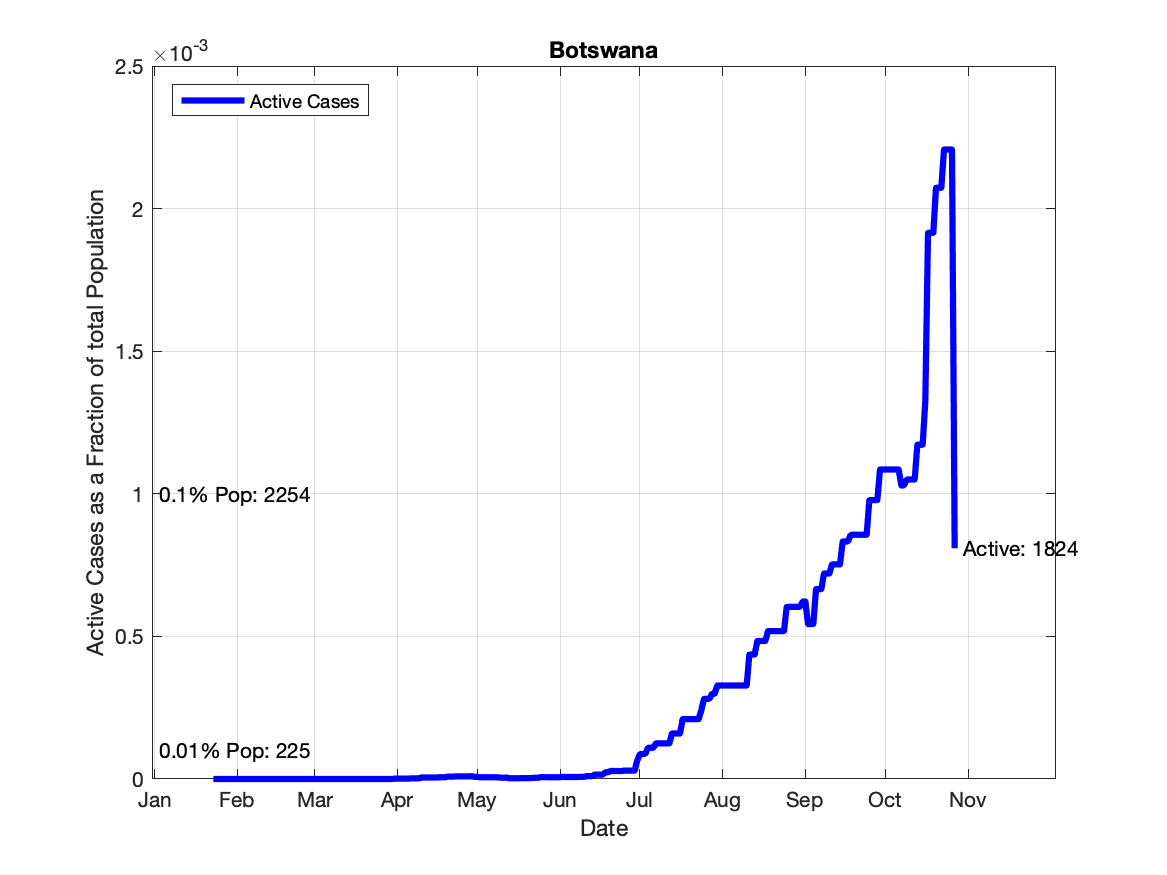 Botswana
×10-3
2.5
2
1.5
1
0.5
0
Active Cases as a Fraction of total Population
Active Cases
0.1% Pop: 2254
0.01% Pop: 225
Active: 1824
Jan Feb Mar Apr May Jun Jul Aug Sep Oct Nov
Date